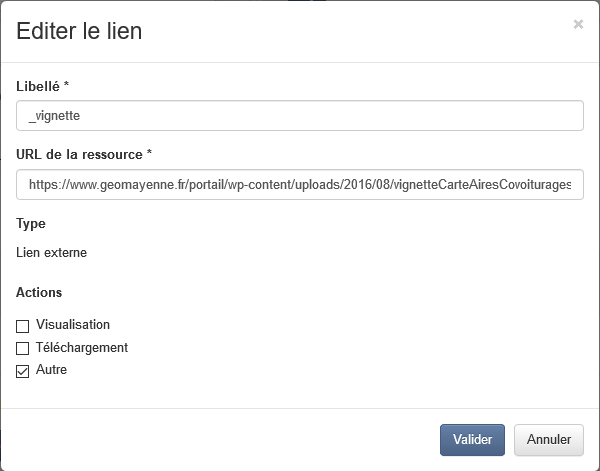 Editer le lien
×
Libellé *
_vignette
URL de la ressource *
https://www.geomayenne.fr/portail/wp-content/uploads/2016/08/vignetteCarteAiresCovoiturages
Type
Lien externe
Actions
Visualisation
Téléchargement
Autre
Valider
Annuler